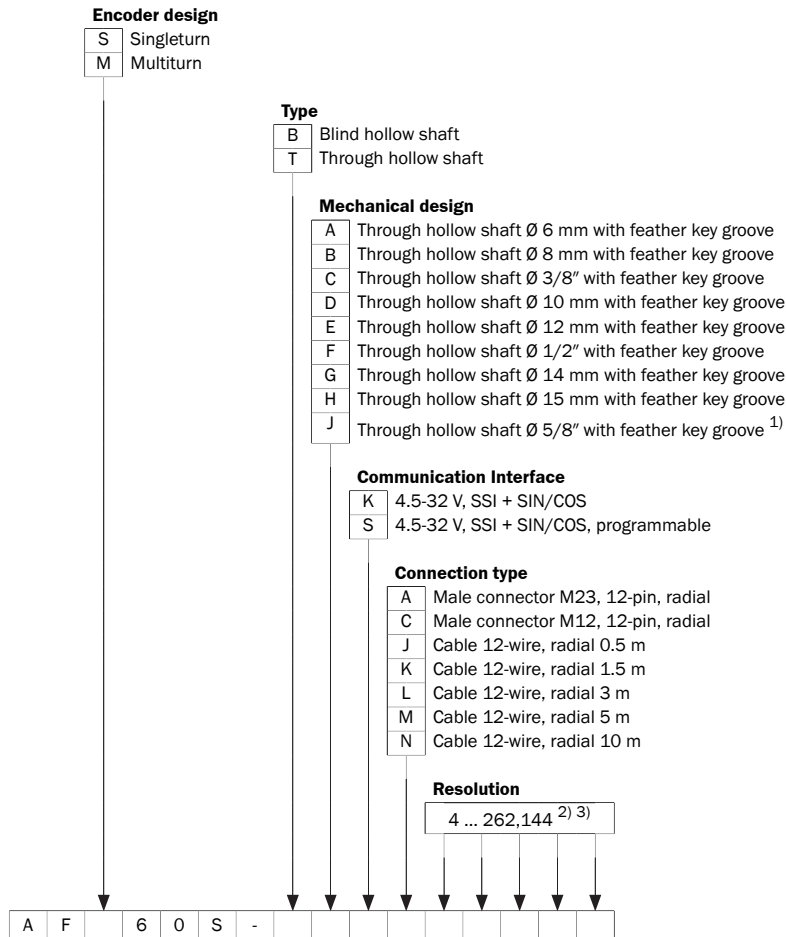 Encoder design
S Singleturn
M Multiturn
Type
B Blind hollow shaft
T Through hollow shaft
Mechanical design
A Through hollow shaft Ø 6 mm with feather key groove
B Through hollow shaft Ø 8 mm with feather key groove
C Through hollow shaft Ø 3/8″ with feather key groove
D Through hollow shaft Ø 10 mm with feather key groove
E Through hollow shaft Ø 12 mm with feather key groove
F Through hollow shaft Ø 1/2″ with feather key groove
G Through hollow shaft Ø 14 mm with feather key groove
H Through hollow shaft Ø 15 mm with feather key groove
J Through hollow shaft Ø 5/8″ with feather key groove 1)
Communication Interface
K 4.5-32 V, SSI + SIN/COS
S 4.5-32 V, SSI + SIN/COS, programmable
Connection type
A Male connector M23, 12-pin, radial
C Male connector M12, 12-pin, radial
J Cable 12-wire, radial 0.5 m
K Cable 12-wire, radial 1.5 m
L Cable 12-wire, radial 3 m
M Cable 12-wire, radial 5 m
N Cable 12-wire, radial 10 m
Resolution
4 ... 262,144 2) 3)
A F 6 0 S -